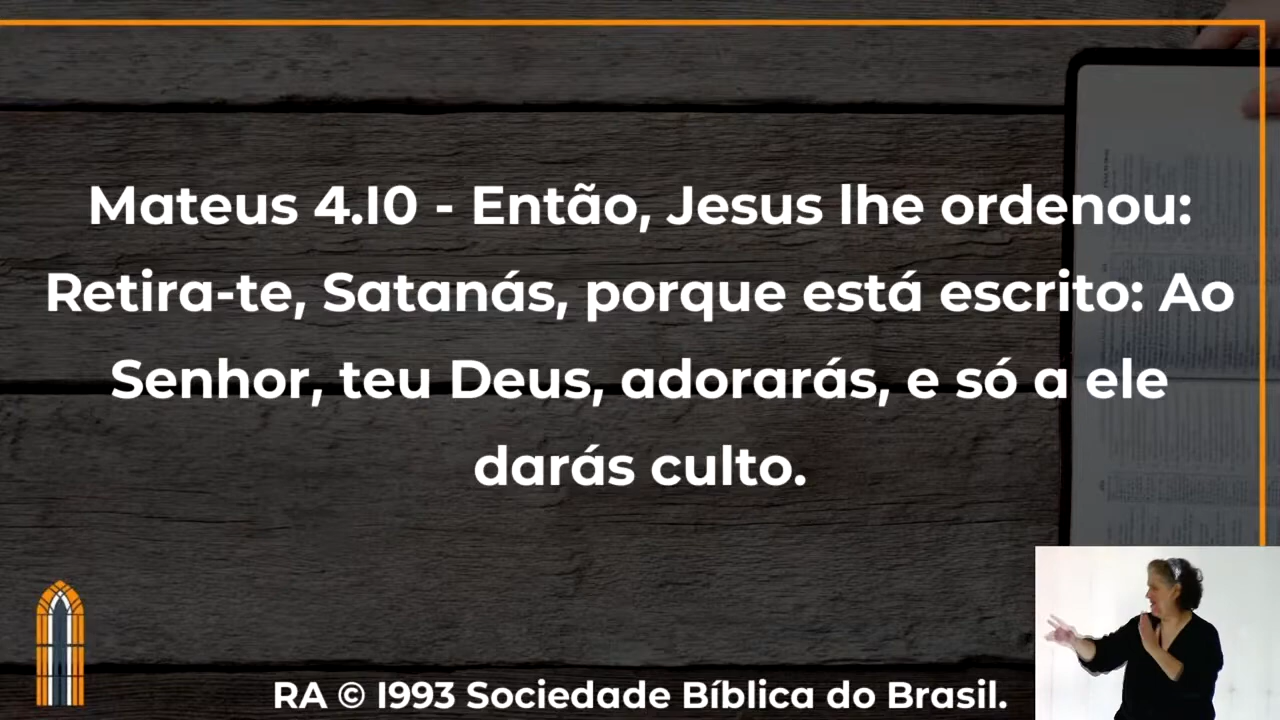 Mateus 4.10 - Então, Jesus lhe ordenou:
Retira-te, Satanás, porque está escrito: Ao
Senhor, teu Deus, adorarás, e só a ele
darás culto.
RA © 1993 Sociedade Bíblica do Brasil.